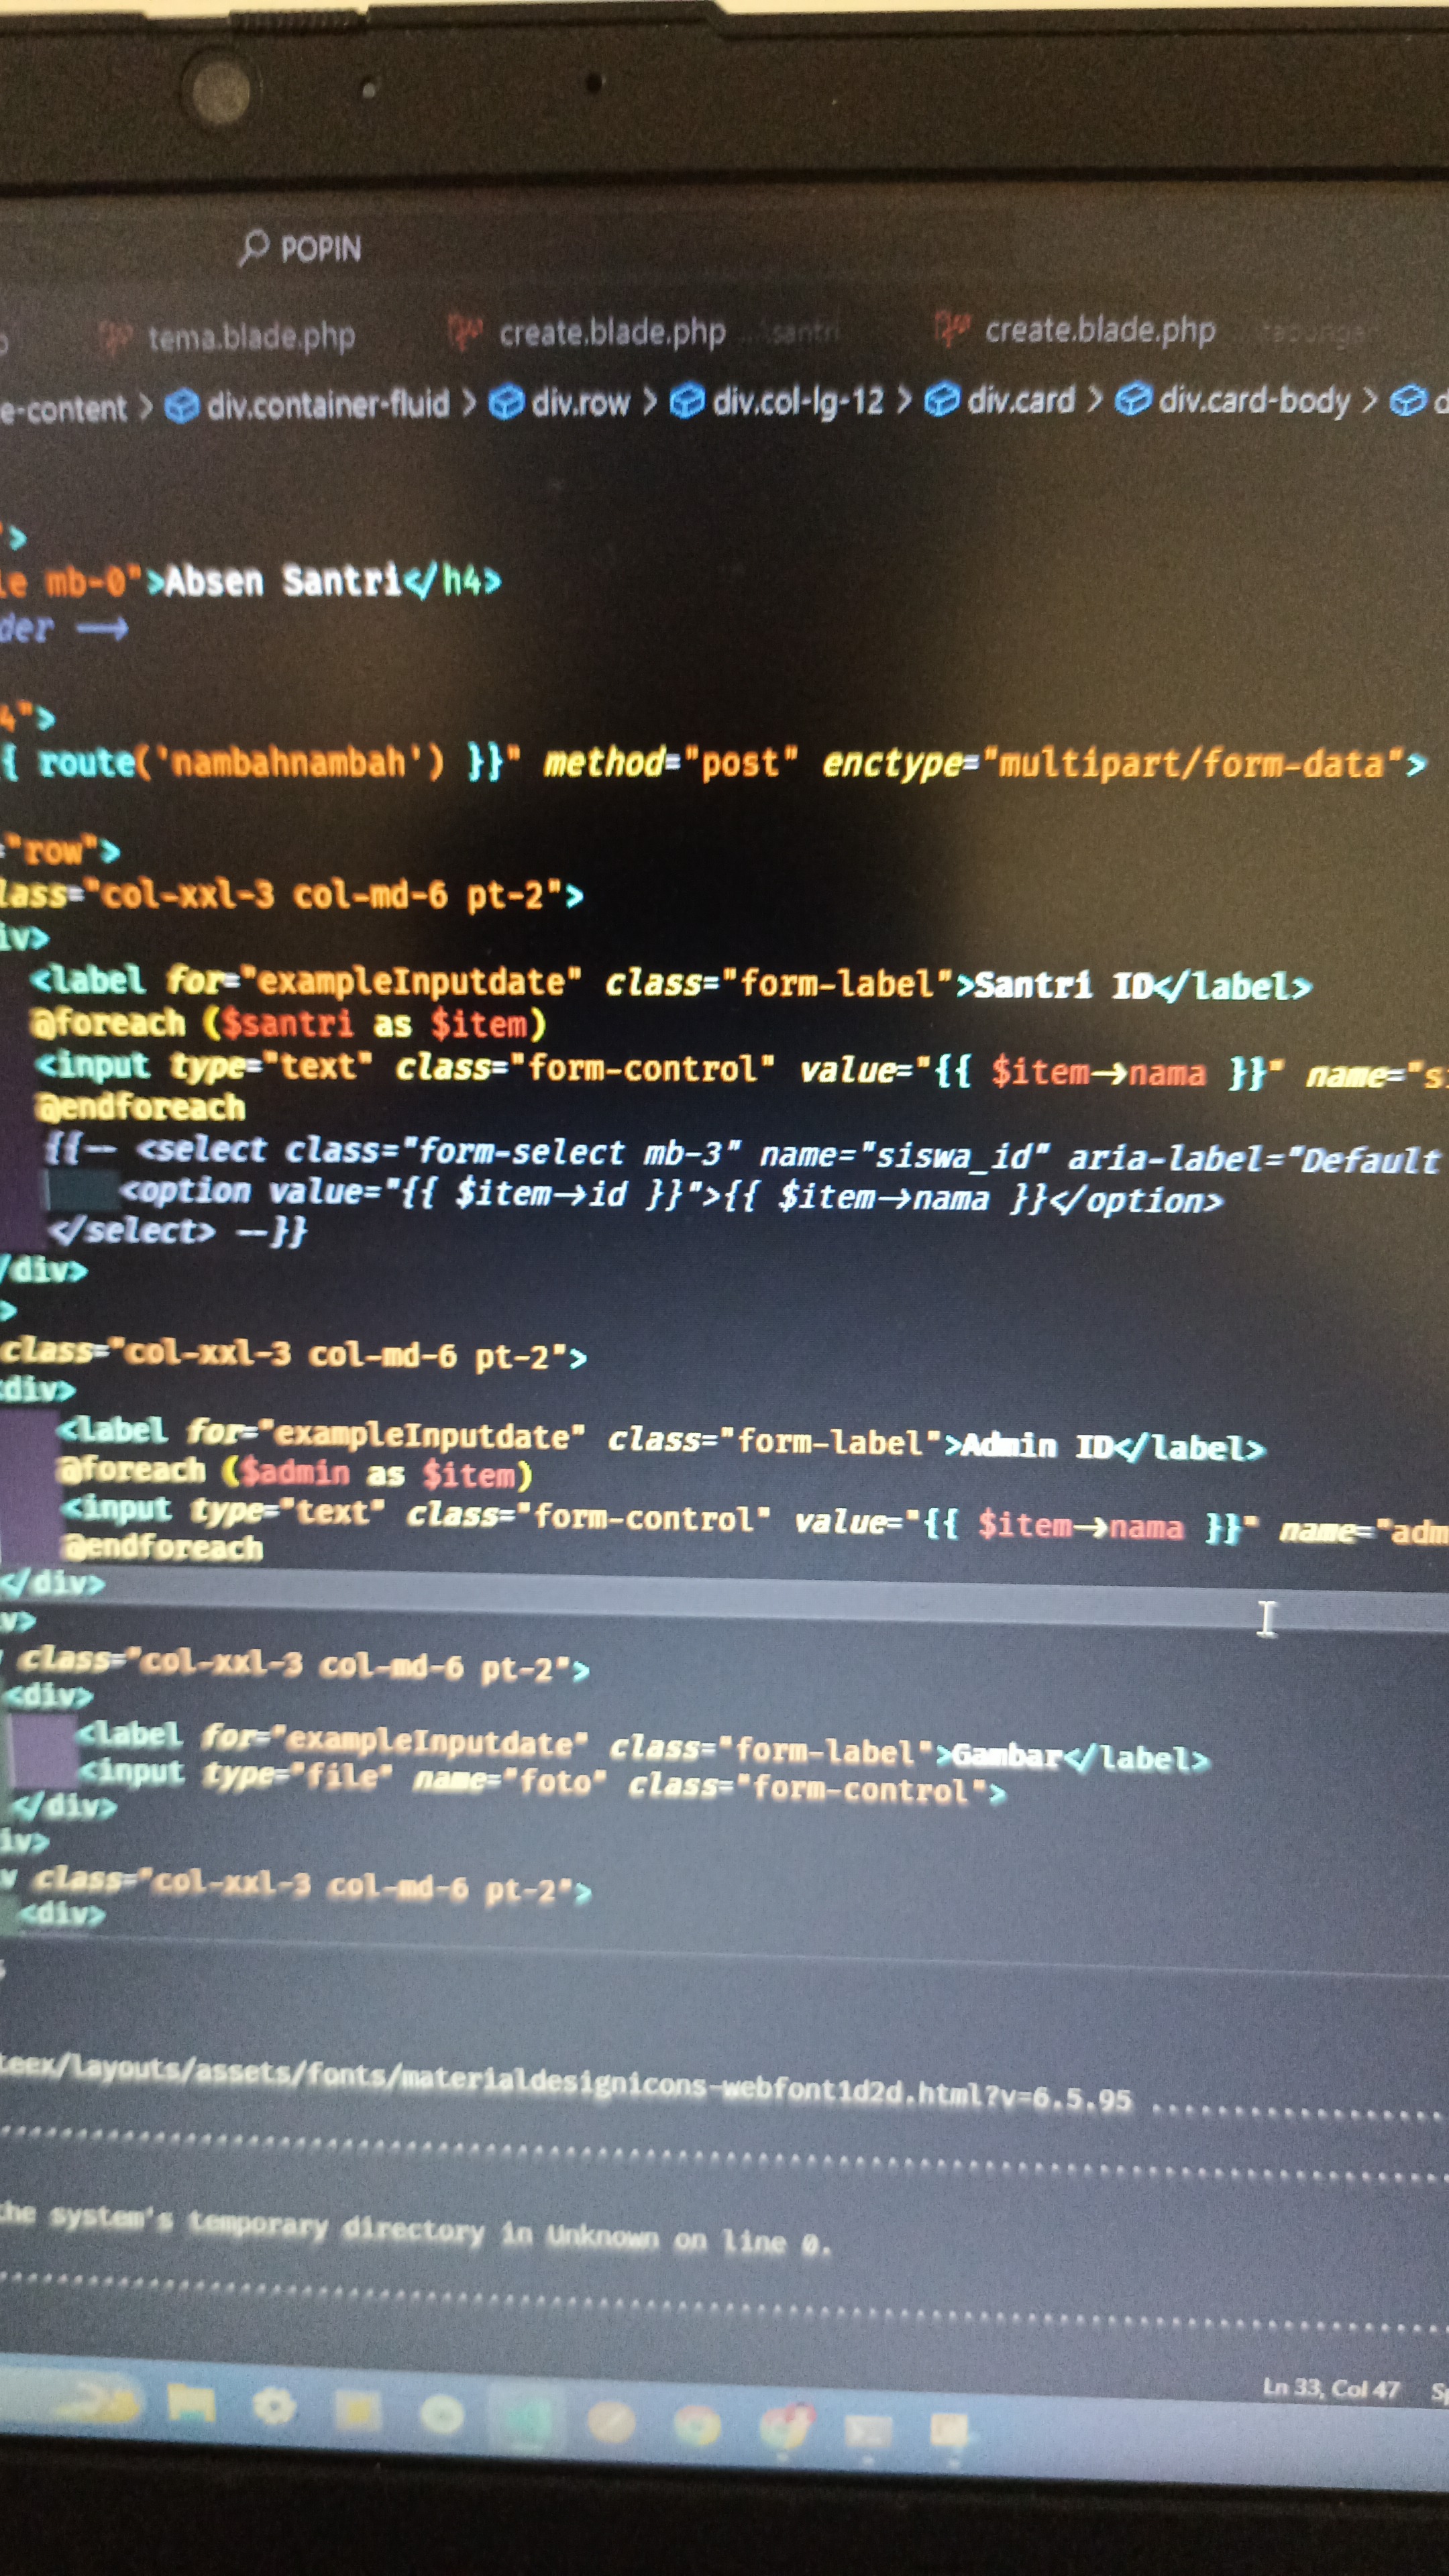 POPIN
tema.blade.php create.blade.php ...\santri create.blade.php
e-content > div.container-fluid > div.row > div.col-lg-12 > div.card > div.card-body > d
">
le mb-0">Absen Santri</h4>
der -->
4">
{ route('nambahnambah') }}" method="post" enctype="multipart/form-data">
="row">
lass="col-xxl-3 col-md-6 pt-2">
iv>
<label for="exampleInputdate" class="form-label">Santri ID</label>
@foreach ($santri as $item)
<input type="text" class="form-control" value="{{ $item->nama }}" name="s
@endforeach
{{-- <select class="form-select mb-3" name="siswa_id" aria-label="Default
<option value="{{ $item->id }}">{{ $item->nama }}</option>
</select> --}}
/div>
>
class="col-xxl-3 col-md-6 pt-2">
div>
<label for="exampleInputdate" class="form-label">Admin ID</label>
@foreach ($admin as $item)
<input type="text" class="form-control" value="{{ $item->nama }}" name="adm
@endforeach
</div>
v>
class="col-xxl-3 col-md-6 pt-2">
<div>
<label for="exampleInputdate" class="form-label">Gambar</label>
<input type="file" name="foto" class="form-control">
</div>
iv>
v class="col-xxl-3 col-md-6 pt-2">
<div>
teex/layouts/assets/fonts/materialdesignicons-webfont1d2d.html?v=6.5.95 ....................
the system's temporary directory in Unknown on line 0.
Ln 33, Col 47